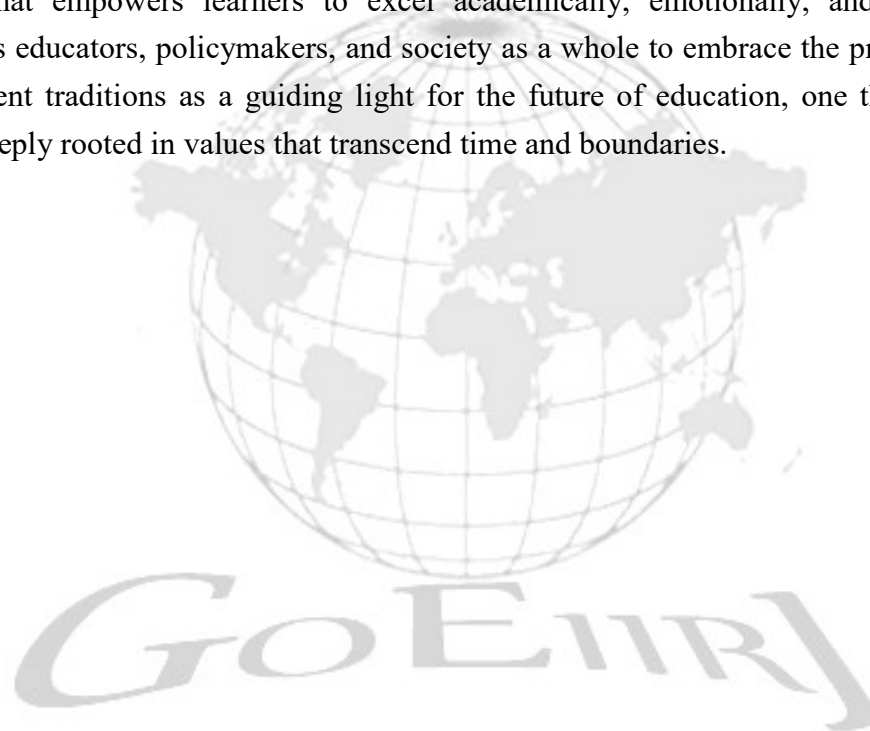 hat empowers learners to excel academically, emotionally, and
s educators, policymakers, and society as a whole to embrace the pr
ent traditions as a guiding light for the future of education, one th
eply rooted in values that transcend time and boundaries.
GOEIIRJ